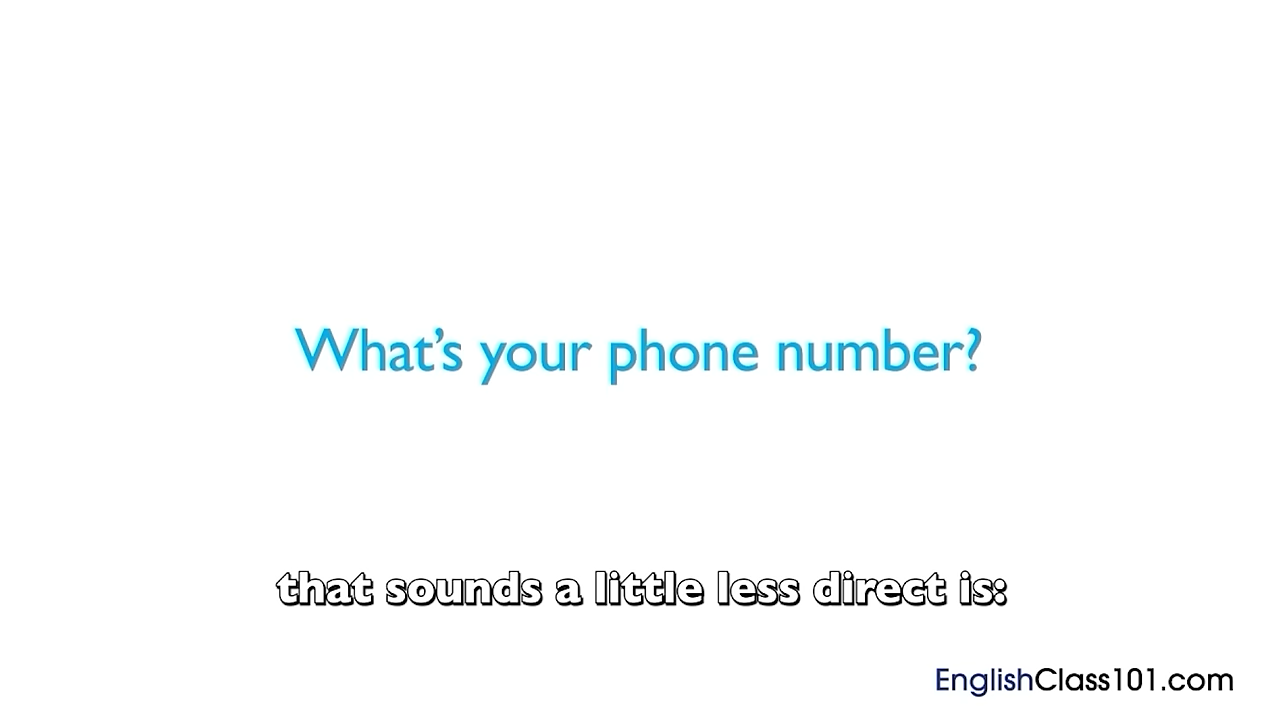 What's your phone number?
that sounds a little less direct is:
EnglishClass101.com